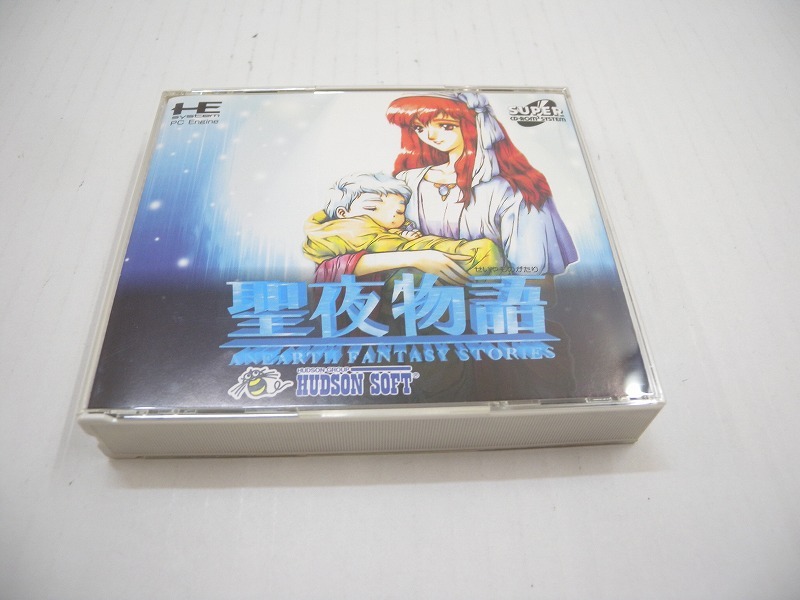 HE
system
PC Engine
SUPER
CD-ROM² SYSTEM
せいやものがたり
聖夜物語
ANEARTH FANTASY STORIES
HUDSON GROUP
HUDSON SOFT®